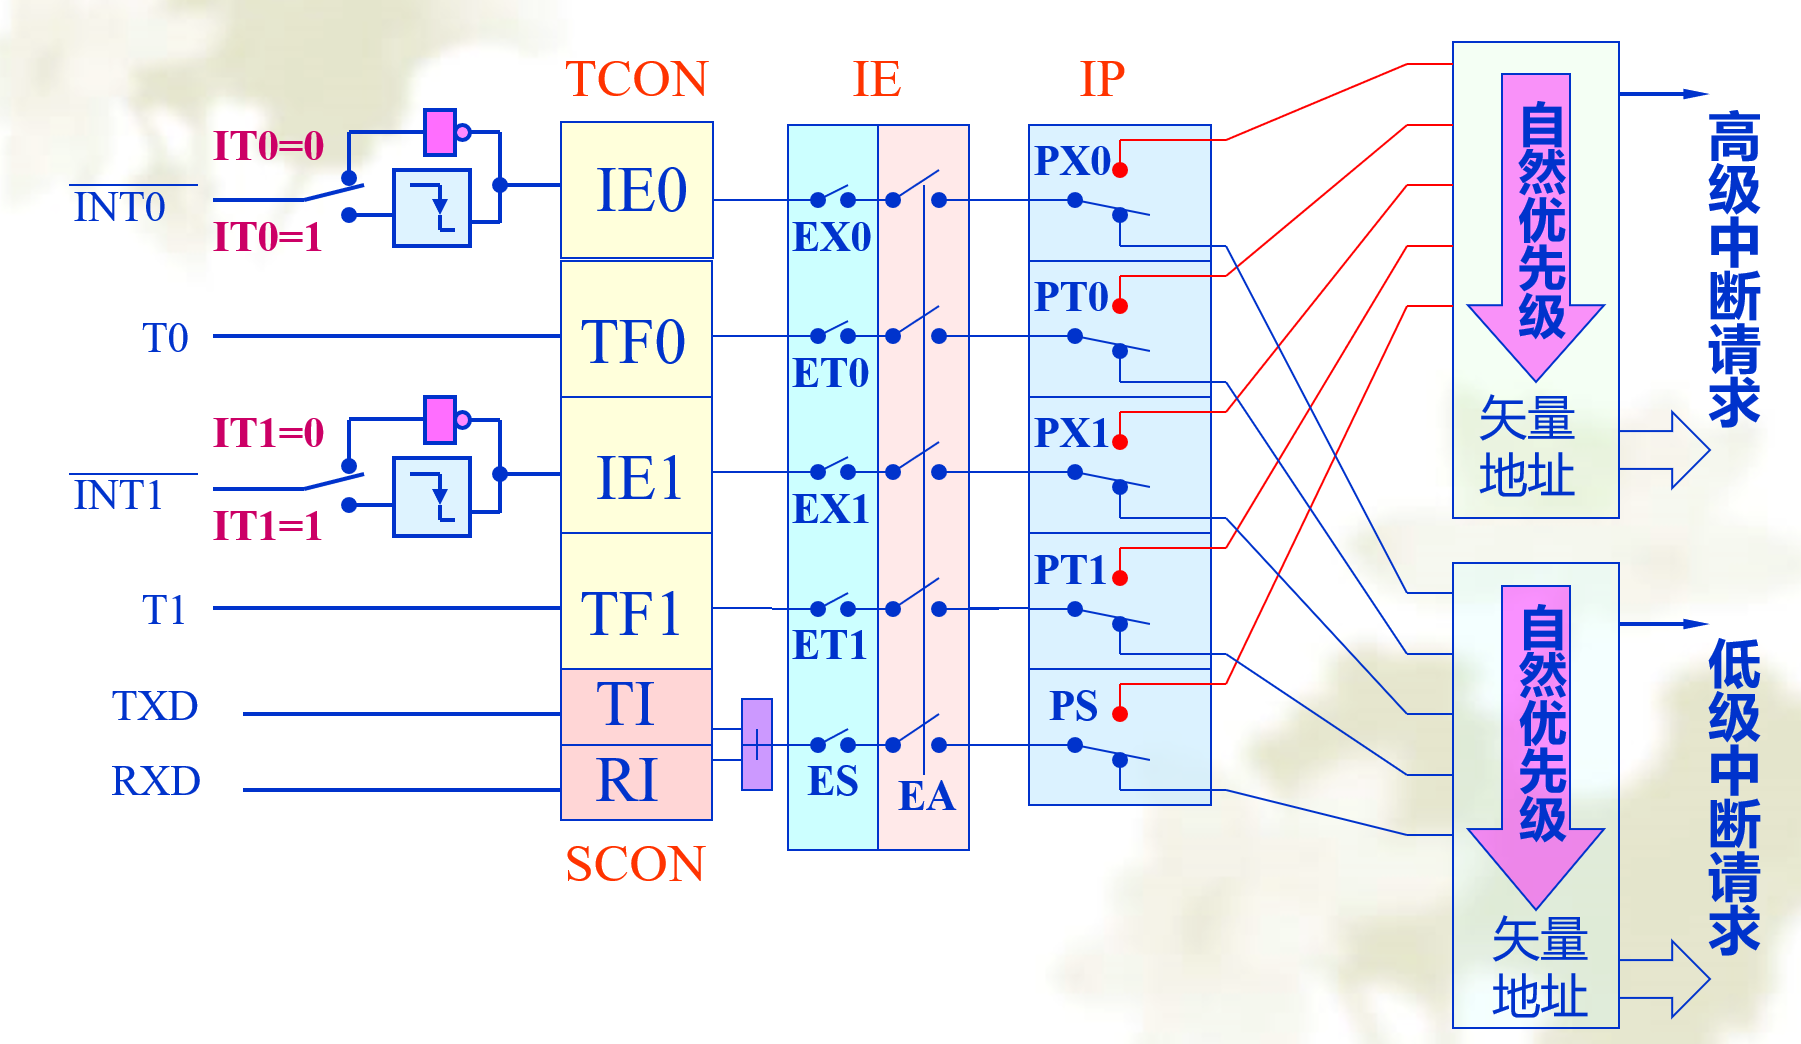 TCON
IE
IP
IT0=0
INT0
IT0=1
IE0
EX0
PX0
T0
TF0
ET0
PT0
IT1=0
INT1
IT1=1
IE1
EX1
PX1
T1
TF1
ET1
PT1
TXD
TI
RXD
RI
ES
EA
PS
SCON
自然优先级
矢量
地址
高级中断请求
自然优先级
矢量
地址
低级中断请求